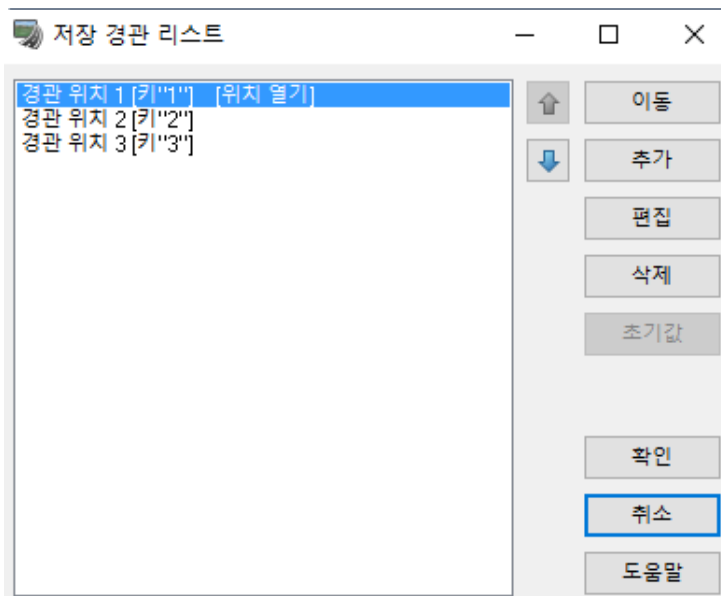 저장 경관 리스트
경관 위치 1 [키"1"] [위치 열기]
경관 위치 2 [키"2"]
경관 위치 3 [키"3"]
이동
추가
편집
삭제
초기값
확인
취소
도움말